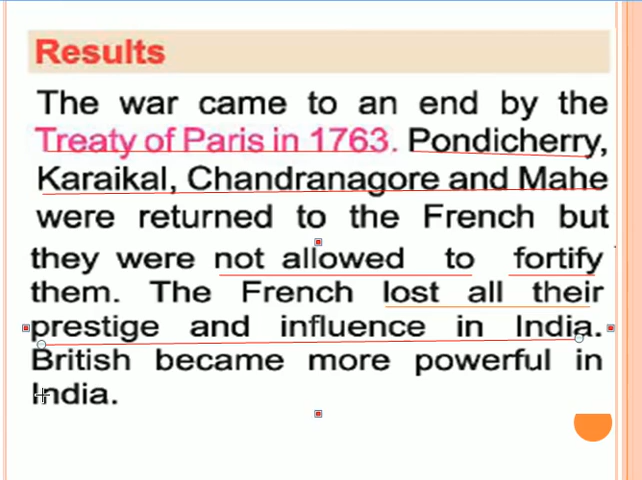 Results
The war came to an end by the
Treaty of Paris in 1763. Pondicherry,
Karaikal, Chandranagore and Mahe
were returned to the French but
they were not allowed to fortify
them. The French lost all their
prestige and influence in India.
British became more powerful in
India.